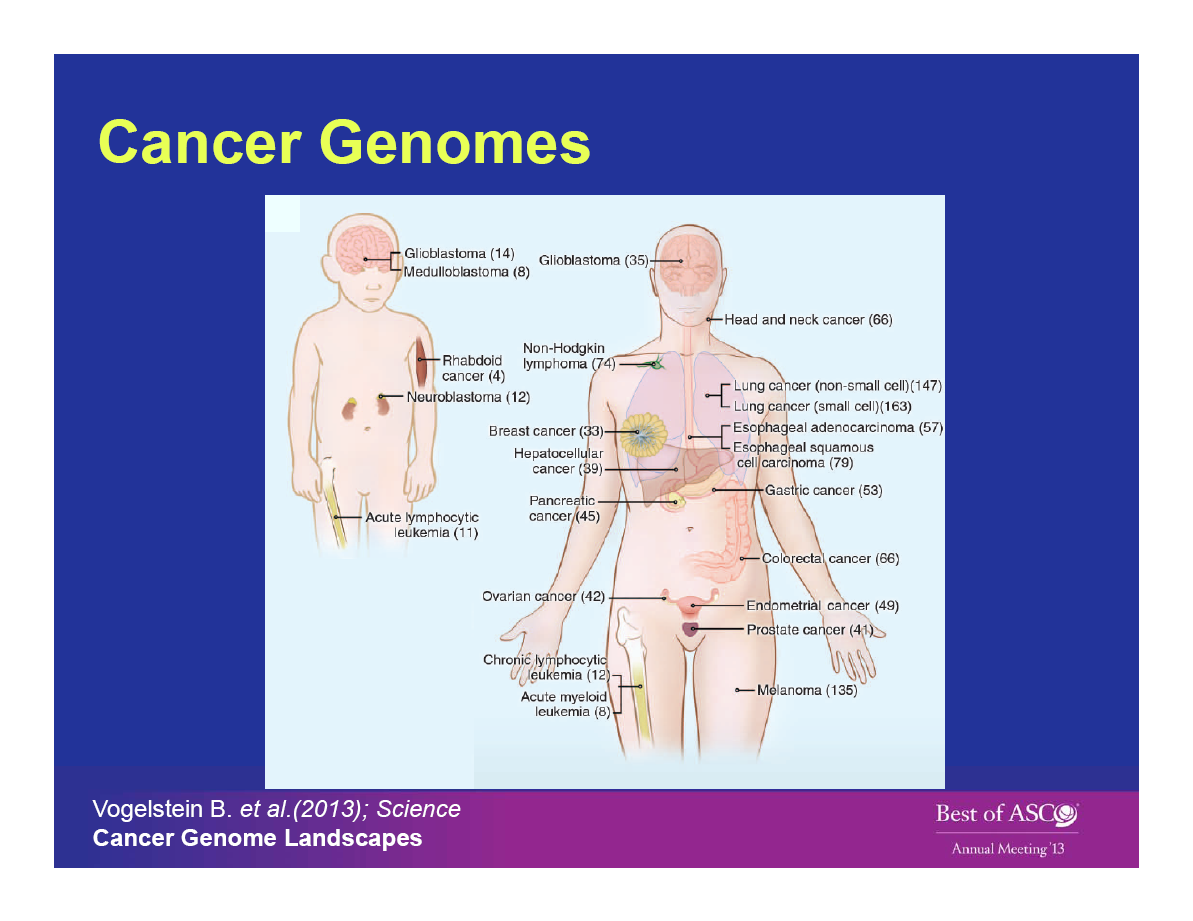 Cancer Genomes
Glioblastoma (14)
Medulloblastoma (8)
Rhabdoid
cancer (4)
Neuroblastoma (12)
Acute lymphocytic
leukemia (11)
Glioblastoma (35)
Head and neck cancer (66)
Non-Hodgkin
lymphoma (74)
Lung cancer (non-small cell)(147)
Lung cancer (small cell)(163)
Breast cancer (33)
Esophageal adenocarcinoma (57)
Esophageal squamous
cell carcinoma (79)
Hepatocellular
cancer (39)
Gastric cancer (53)
Pancreatic
cancer (45)
Colorectal cancer (66)
Ovarian cancer (42)
Endometrial cancer (49)
Prostate cancer (41)
Chronic lymphocytic
leukemia (12)
Acute myeloid
leukemia (8)
Melanoma (135)
Vogelstein B. et al.(2013); Science
Cancer Genome Landscapes
Best of ASCO®
Annual Meeting '13